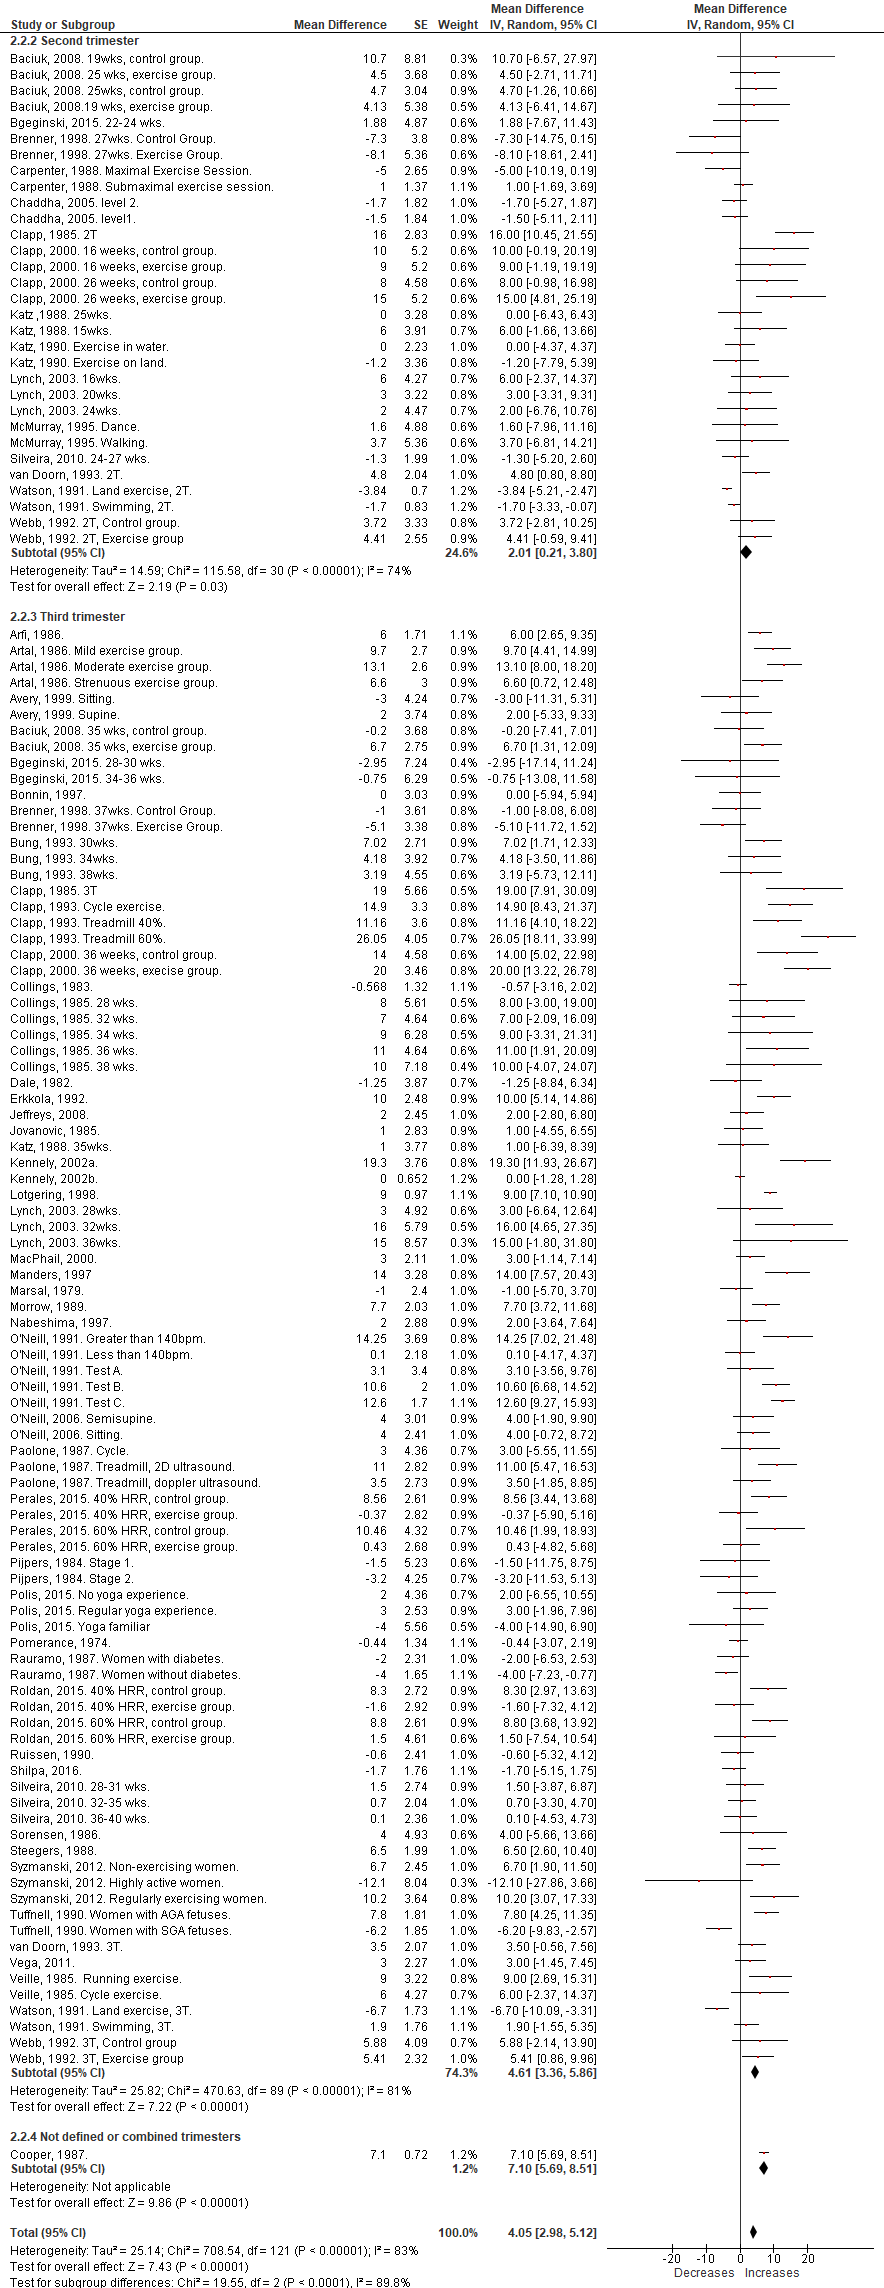 Mean Difference Mean Difference
Study or Subgroup Mean Difference SE Weight IV, Random, 95% CI IV, Random, 95% CI
2.2.2 Second trimester
Baciuk, 2008. 19wks, control group. 10.7 8.81 0.3% 10.70 [-6.57, 27.97]
Baciuk, 2008. 25 wks, exercise group. 4.5 3.68 0.8% 4.50 [-2.71, 11.71]
Baciuk, 2008. 25wks, control group. 4.7 3.04 0.9% 4.70 [-1.26, 10.66]
Baciuk, 2008.19 wks, exercise group. 4.13 5.38 0.6% 4.13 [-6.41, 14.67]
Bgeginski, 2015. 22-24 wks. 1.88 4.87 0.6% 1.88 [-7.67, 11.43]
Brenner, 1998. 27wks. Control Group. -7.3 3.8 0.8% -7.30 [-14.75, 0.15]
Brenner, 1998. 27wks. Exercise Group. -8.1 5.36 0.6% -8.10 [-18.61, 2.41]
Carpenter, 1988. Maximal Exercise Session. -5 2.65 0.9% -5.00 [-10.19, 0.19]
Carpenter, 1988. Submaximal exercise session. 1 1.37 1.1% 1.00 [-1.69, 3.69]
Chaddha, 2005. level 2. -1.7 1.82 1.0% -1.70 [-5.27, 1.87]
Chaddha, 2005. level1. -1.5 1.84 1.0% -1.50 [-5.11, 2.11]
Clapp, 1985. 2T 16 2.83 0.9% 16.00 [10.45, 21.55]
Clapp, 2000. 16 weeks, control group. 10 5.2 0.6% 10.00 [-0.19, 20.19]
Clapp, 2000. 16 weeks, exercise group. 9 5.2 0.6% 9.00 [-1.19, 19.19]
Clapp, 2000. 26 weeks, control group. 8 4.58 0.7% 8.00 [-0.98, 16.98]
Clapp, 2000. 26 weeks, exercise group. 15 5.2 0.6% 15.00 [4.81, 25.19]
Katz ,1988. 25wks. 0 3.28 0.8% 0.00 [-6.43, 6.43]
Katz, 1988. 15wks. 6 3.91 0.8% 6.00 [-1.66, 13.66]
Katz, 1990. Exercise in water. 0 2.23 1.0% 0.00 [-4.37, 4.37]
Katz, 1990. Exercise on land. -1.2 3.36 0.8% -1.20 [-7.79, 5.39]
Lynch, 2003. 16wks. 6 4.27 0.7% 6.00 [-2.37, 14.37]
Lynch, 2003. 20wks. 3 3.22 0.9% 3.00 [-3.31, 9.31]
Lynch, 2003. 24wks. 2 4.47 0.7% 2.00 [-6.76, 10.76]
McMurray, 1995. Dance. 1.6 4.88 0.6% 1.60 [-7.96, 11.16]
McMurray, 1995. Walking. 3.7 5.36 0.6% 3.70 [-6.81, 14.21]
Silveira, 2010. 24-27 wks. -1.3 1.99 1.0% -1.30 [-5.20, 2.60]
van Doorn, 1993. 2T. 4.8 2.04 1.0% 4.80 [0.80, 8.80]
Watson, 1991. Land exercise, 2T. -3.84 0.7 1.2% -3.84 [-5.21, -2.47]
Watson, 1991. Swimming, 2T. -1.7 0.83 1.2% -1.70 [-3.33, -0.07]
Webb, 1992. 2T, Control group. 3.72 3.33 0.8% 3.72 [-2.81, 10.25]
Webb, 1992. 2T, Exercise group 4.41 2.55 0.9% 4.41 [-0.59, 9.41]
Subtotal (95% CI) 24.6% 2.01 [0.21, 3.80]
Heterogeneity: Tau² = 14.59; Chi² = 115.58, df = 30 (P < 0.00001); I² = 74%
Test for overall effect: Z = 2.19 (P = 0.03)
2.2.3 Third trimester
Arfi, 1986. 6 1.71 1.1% 6.00 [2.65, 9.35]
Artal, 1986. Mild exercise group. 9.7 2.7 0.9% 9.70 [4.41, 14.99]
Artal, 1986. Moderate exercise group. 13.1 2.6 0.9% 13.10 [8.00, 18.20]
Artal, 1986. Strenuous exercise group. 6.6 3 0.9% 6.60 [0.72, 12.48]
Avery, 1999. Sitting. -3 4.24 0.7% -3.00 [-11.31, 5.31]
Avery, 1999. Supine. 2 3.74 0.8% 2.00 [-5.33, 9.33]
Baciuk, 2008. 35 wks, control group. -0.2 3.68 0.8% -0.20 [-7.41, 7.01]
Baciuk, 2008. 35 wks, exercise group. 6.7 2.75 0.9% 6.70 [1.31, 12.09]
Bgeginski, 2015. 28-30 wks. -2.95 7.24 0.4% -2.95 [-17.14, 11.24]
Bgeginski, 2015. 34-36 wks. -0.75 6.29 0.5% -0.75 [-13.08, 11.58]
Bonnin, 1997. 0 3.03 0.9% 0.00 [-5.94, 5.94]
Brenner, 1998. 37wks. Control Group. -1 3.61 0.8% -1.00 [-8.08, 6.08]
Brenner, 1998. 37wks. Exercise Group. -5.1 3.38 0.8% -5.10 [-11.72, 1.52]
Bung, 1993. 30wks. 7.02 2.71 0.9% 7.02 [1.71, 12.33]
Bung, 1993. 34wks. 4.18 3.92 0.8% 4.18 [-3.50, 11.86]
Bung, 1993. 38wks. 3.19 4.55 0.7% 3.19 [-5.73, 12.11]
Clapp, 1985. 3T 19 5.66 0.5% 19.00 [7.91, 30.09]
Clapp, 1993. Cycle exercise. 14.9 3.3 0.8% 14.90 [8.43, 21.37]
Clapp, 1993. Treadmill 40%. 11.16 3.6 0.8% 11.16 [4.10, 18.22]
Clapp, 1993. Treadmill 60%. 26.05 4.05 0.7% 26.05 [18.11, 33.99]
Clapp, 2000. 36 weeks, control group. 14 4.58 0.7% 14.00 [5.02, 22.98]
Clapp, 2000. 36 weeks, execise group. 20 3.46 0.8% 20.00 [13.22, 26.78]
Collings, 1983. -0.568 1.32 1.1% -0.57 [-3.16, 2.02]
Collings, 1985. 28 wks. 8 5.61 0.5% 8.00 [-3.00, 19.00]
Collings, 1985. 32 wks. 7 4.64 0.6% 7.00 [-2.09, 16.09]
Collings, 1985. 34 wks. 9 6.28 0.5% 9.00 [-3.31, 21.31]
Collings, 1985. 36 wks. 11 4.64 0.6% 11.00 [1.91, 20.09]
Collings, 1985. 38 wks. 10 7.18 0.4% 10.00 [-4.07, 24.07]
Dale, 1982. -1.25 3.87 0.7% -1.25 [-8.84, 6.34]
Erkkola, 1992. 10 2.48 0.9% 10.00 [5.14, 14.86]
Jeffreys, 2008. 2 2.45 1.0% 2.00 [-2.80, 6.80]
Jovanovic, 1985. 1 2.83 0.9% 1.00 [-4.55, 6.55]
Katz, 1988. 35wks. 1 3.77 0.8% 1.00 [-6.39, 8.39]
Kennely, 2002a. 19.3 3.76 0.8% 19.30 [11.93, 26.67]
Kennely, 2002b. 0 0.652 1.2% 0.00 [-1.28, 1.28]
Lotgering, 1998. 9 0.97 1.1% 9.00 [7.10, 10.90]
Lynch, 2003. 28wks. 3 4.92 0.6% 3.00 [-6.64, 12.64]
Lynch, 2003. 32wks. 16 5.79 0.5% 16.00 [4.65, 27.35]
Lynch, 2003. 36wks. 15 8.57 0.3% 15.00 [-1.80, 31.80]
MacPhail, 2000. 3 2.11 1.0% 3.00 [-1.14, 7.14]
Manders, 1997 14 3.28 0.8% 14.00 [7.57, 20.43]
Marsal, 1979. -1 2.4 1.0% -1.00 [-5.70, 3.70]
Morrow, 1989. 7.7 2.03 1.0% 7.70 [3.72, 11.68]
Nabeshima, 1997. 2 2.88 0.9% 2.00 [-3.64, 7.64]
O'Neill, 1991. Greater than 140bpm. 14.25 3.69 0.8% 14.25 [7.02, 21.48]
O'Neill, 1991. Less than 140bpm. 0.1 2.18 1.0% 0.10 [-4.17, 4.37]
O'Neill, 1991. Test A. 3.1 3.4 0.8% 3.10 [-3.56, 9.76]
O'Neill, 1991. Test B. 10.6 2 1.0% 10.60 [6.68, 14.52]
O'Neill, 1991. Test C. 12.6 1.7 1.1% 12.60 [9.27, 15.93]
O'Neill, 2006. Semisupine. 4 3.01 0.9% 4.00 [-1.90, 9.90]
O'Neill, 2006. Sitting. 4 2.41 1.0% 4.00 [-0.72, 8.72]
Paolone, 1987. Cycle. 3 4.36 0.7% 3.00 [-5.55, 11.55]
Paolone, 1987. Treadmill, 2D ultrasound. 11 2.82 0.9% 11.00 [5.47, 16.53]
Paolone, 1987. Treadmill, doppler ultrasound. 3.5 2.73 0.9% 3.50 [-1.85, 8.85]
Perales, 2015. 40% HRR, control group. 8.56 2.61 0.9% 8.56 [3.44, 13.68]
Perales, 2015. 40% HRR, exercise group. -0.37 2.82 0.9% -0.37 [-5.90, 5.16]
Perales, 2015. 60% HRR, control group. 10.46 4.32 0.7% 10.46 [1.99, 18.93]
Perales, 2015. 60% HRR, exercise group. 0.43 2.68 0.9% 0.43 [-4.82, 5.68]
Pijpers, 1984. Stage 1. -1.5 5.23 0.6% -1.50 [-11.75, 8.75]
Pijpers, 1984. Stage 2. -3.2 4.25 0.7% -3.20 [-11.53, 5.13]
Polis, 2015. No yoga experience. 2 4.36 0.7% 2.00 [-6.55, 10.55]
Polis, 2015. Regular yoga experience. 3 2.53 0.9% 3.00 [-1.96, 7.96]
Polis, 2015. Yoga familiar -4 5.56 0.6% -4.00 [-14.90, 6.90]
Pomerance, 1974. -0.44 1.34 1.1% -0.44 [-3.07, 2.19]
Rauramo, 1987. Women with diabetes. -2 2.31 1.0% -2.00 [-6.53, 2.53]
Rauramo, 1987. Women without diabetes. -4 1.65 1.1% -4.00 [-7.23, -0.77]
Roldan, 2015. 40% HRR, control group. 8.3 2.72 0.9% 8.30 [2.97, 13.63]
Roldan, 2015. 40% HRR, exercise group. -1.6 2.92 0.9% -1.60 [-7.32, 4.12]
Roldan, 2015. 60% HRR, control group. 8.8 2.61 0.9% 8.80 [3.68, 13.92]
Roldan, 2015. 60% HRR, exercise group. 1.5 4.61 0.7% 1.50 [-7.54, 10.54]
Ruissen, 1990. -0.6 2.41 1.0% -0.60 [-5.32, 4.12]
Shilpa, 2016. -1.7 1.76 1.1% -1.70 [-5.15, 1.75]
Silveira, 2010. 28-31 wks. 1.5 2.74 0.9% 1.50 [-3.87, 6.87]
Silveira, 2010. 32-35 wks. 0.7 2.04 1.0% 0.70 [-3.30, 4.70]
Silveira, 2010. 36-40 wks. 0.1 2.36 1.0% 0.10 [-4.53, 4.73]
Sorensen, 1986. 4 4.93 0.6% 4.00 [-5.66, 13.66]
Steegers, 1988. 6.5 1.99 1.0% 6.50 [2.60, 10.40]
Syzmanski, 2012. Non-exercising women. 6.7 2.45 1.0% 6.70 [1.90, 11.50]
Szymanski, 2012. Highly active women. -12.1 8.04 0.3% -12.10 [-27.86, 3.66]
Szymanski, 2012. Regularly exercising women. 10.2 3.64 0.8% 10.20 [3.07, 17.33]
Tuffnell, 1990. Women with AGA fetuses. 7.8 1.81 1.0% 7.80 [4.25, 11.35]
Tuffnell, 1990. Women with SGA fetuses. -6.2 1.85 1.0% -6.20 [-9.83, -2.57]
van Doorn, 1993. 3T. 3.5 2.07 1.0% 3.50 [-0.56, 7.56]
Vega, 2011. 3 2.27 1.0% 3.00 [-1.45, 7.45]
Veille, 1985. Running exercise. 9 3.22 0.8% 9.00 [2.69, 15.31]
Veille, 1985. Cycle exercise. 6 4.27 0.7% 6.00 [-2.37, 14.37]
Watson, 1991. Land exercise, 3T. -6.7 1.73 1.1% -6.70 [-10.09, -3.31]
Watson, 1991. Swimming, 3T. 1.9 1.76 1.1% 1.90 [-1.55, 5.35]
Webb, 1992. 3T, Control group 5.88 4.09 0.7% 5.88 [-2.14, 13.90]
Webb, 1992. 3T, Exercise group 5.41 2.32 1.0% 5.41 [0.86, 9.96]
Subtotal (95% CI) 74.3% 4.61 [3.36, 5.86]
Heterogeneity: Tau² = 25.82; Chi² = 470.63, df = 89 (P < 0.00001); I² = 81%
Test for overall effect: Z = 7.22 (P < 0.00001)
2.2.4 Not defined or combined trimesters
Cooper, 1987. 7.1 0.72 1.2% 7.10 [5.69, 8.51]
Subtotal (95% CI) 1.2% 7.10 [5.69, 8.51]
Heterogeneity: Not applicable
Test for overall effect: Z = 9.86 (P < 0.00001)
Total (95% CI) 100.0% 4.05 [2.98, 5.12]
Heterogeneity: Tau² = 25.14; Chi² = 708.54, df = 121 (P < 0.00001); I² = 83%
Test for overall effect: Z = 7.43 (P < 0.00001)
Test for subgroup differences: Chi² = 19.55, df = 2 (P < 0.0001), I² = 89.8%
-20 -10 0 10 20
Decreases Increases